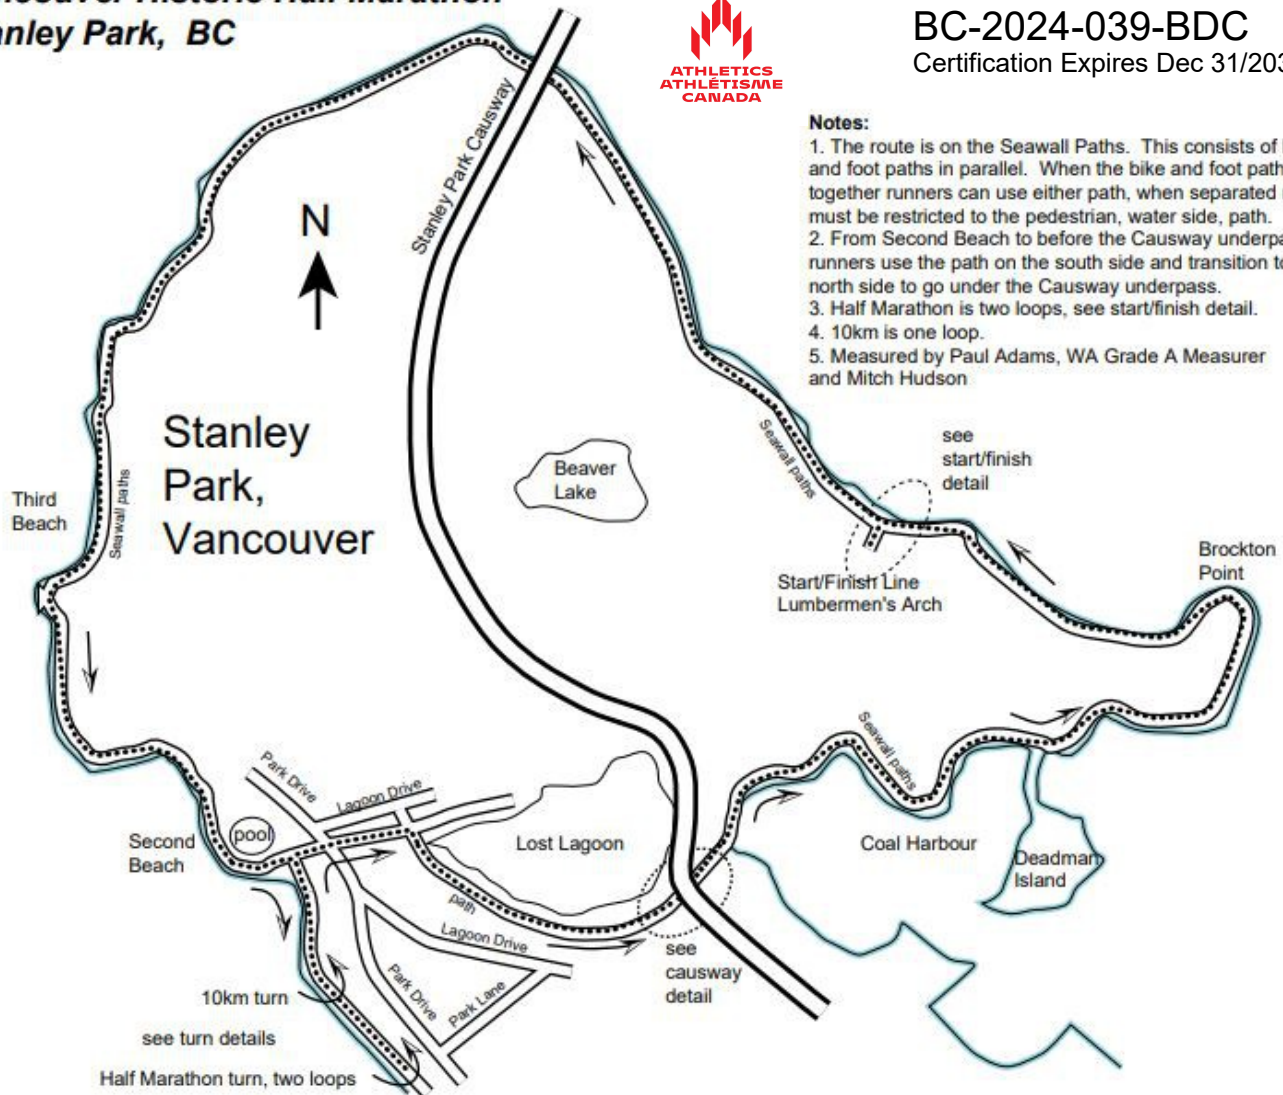 Historic Half Marathon
Stanley Park, BC
ATHLETICS
ATHLÉTISME
CANADA
BC-2024-039-BDC
Certification Expires Dec 31/203
Notes:
1. The route is on the Seawall Paths. This consists of
and foot paths in parallel. When the bike and foot path
together runners can use either path, when separated
must be restricted to the pedestrian, water side, path.
2. From Second Beach to before the Causway underpa
runners use the path on the south side and transition to
north side to go under the Causway underpass.
3. Half Marathon is two loops, see start/finish detail.
4. 10km is one loop.
5. Measured by Paul Adams, WA Grade A Measurer
and Mitch Hudson
Stanley Park Causway
N
Stanley
Park,
Vancouver
Beaver
Lake
Seawall paths
see
start/finish
detail
Third
Beach
Seawall paths
Start/Finish Line
Lumbermen's Arch
Brockton
Point
Seawall paths
Park Drive
Lagoon Drive
pool
Second
Beach
Lost Lagoon
Coal Harbour
Deadman
Island
path
Lagoon Drive
see
causway
detail
Park Drive
Park Lane
10km turn
see turn details
Half Marathon turn, two loops